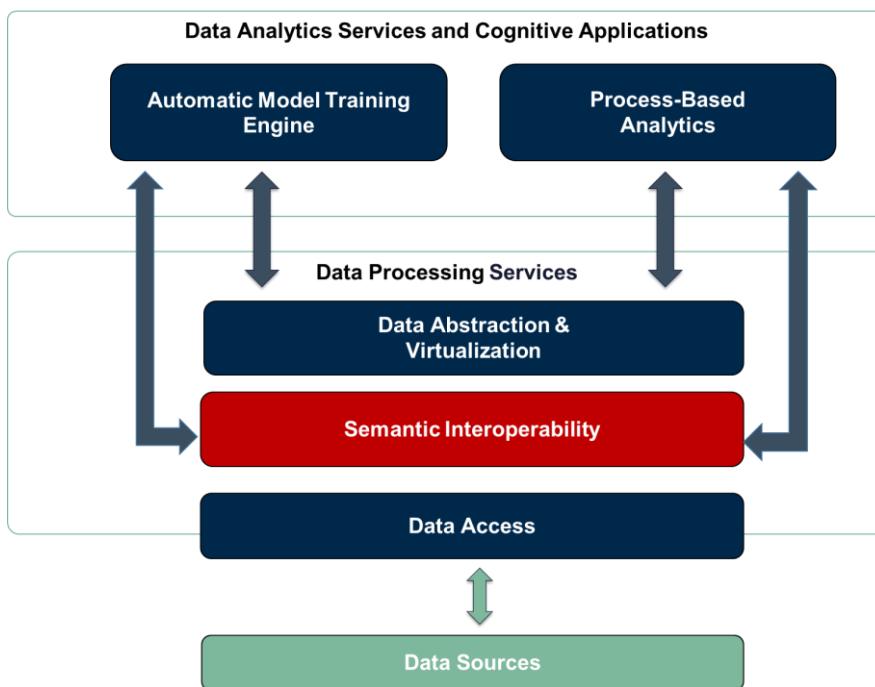 Data Analytics Services and Cognitive Applications
Automatic Model Training
Engine
Process-Based
Analytics
Data Processing Services
Data Abstraction &
Virtualization
Semantic Interoperability
Data Access
Data Sources